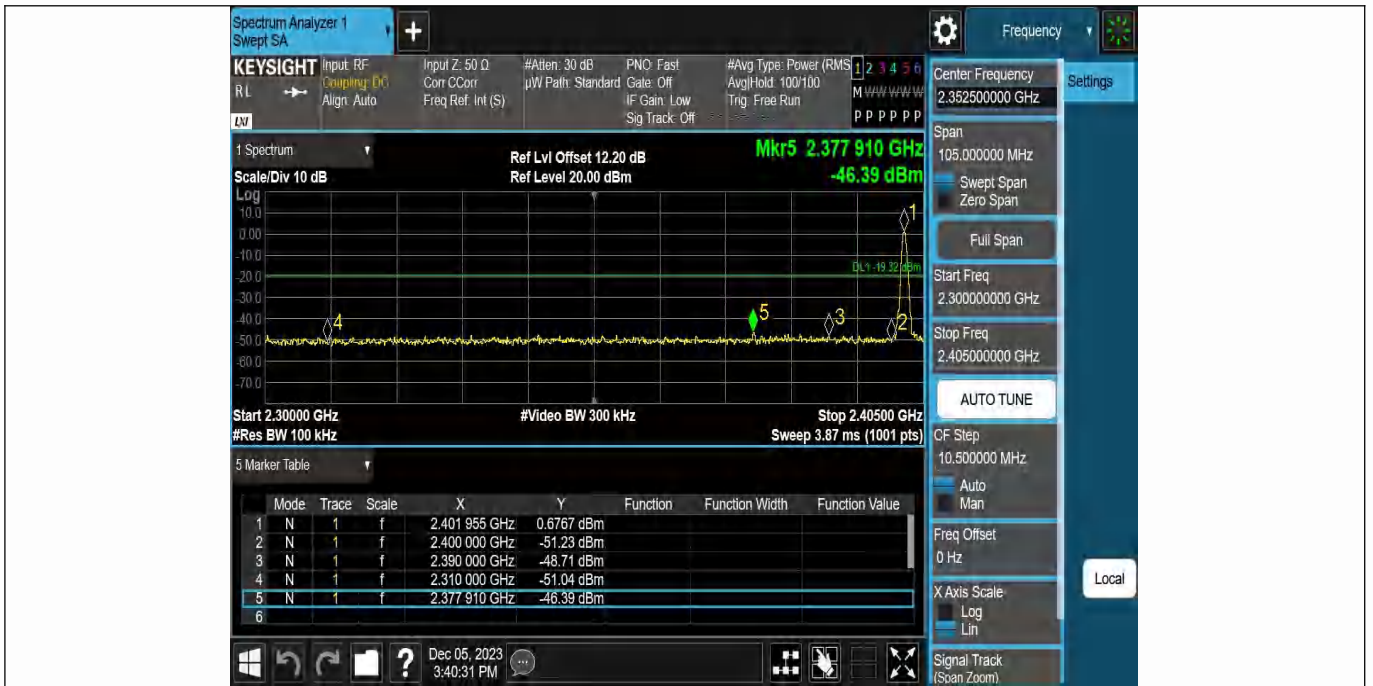 Spectrum Analyzer 1
Swept SA
+
Frequency
KEYSIGHT
RL
LXI
Input: RF
Coupling: DC
Align: Auto
Input Z: 50 Ω
Corr CCorr
Freq Ref: Int (S)
#Atten: 30 dB
µW Path: Standard
PNO: Fast
Gate: Off
IF Gain: Low
Sig Track: Off
#Avg Type: Power (RMS
Avg|Hold: 100/100
Trig: Free Run
1 2 3 4 5 6
M W W W W W
P P P P P P
1 Spectrum
Scale/Div 10 dB
Ref Lvl Offset 12.20 dB
Ref Level 20.00 dBm
Mkr5 2.377 910 GHz
-46.39 dBm
Log
10.0
0.00
-10.0
-20.0
-30.0
-40.0
-50.0
-60.0
-70.0
1
DL1 -19.32 dBm
4
5
3
2
Start 2.30000 GHz
#Video BW 300 kHz
Stop 2.40500 GHz
#Res BW 100 kHz
Sweep 3.87 ms (1001 pts)
5 Marker Table
Mode Trace Scale X Y Function Function Width Function Value
1 N 1 f 2.401 955 GHz 0.6767 dBm
2 N 1 f 2.400 000 GHz -51.23 dBm
3 N 1 f 2.390 000 GHz -48.71 dBm
4 N 1 f 2.310 000 GHz -51.04 dBm
5 N 1 f 2.377 910 GHz -46.39 dBm
6
?
Dec 05, 2023
3:40:31 PM
Center Frequency
2.352500000 GHz
Settings
Span
105.000000 MHz
Swept Span
Zero Span
Full Span
Start Freq
2.300000000 GHz
Stop Freq
2.405000000 GHz
AUTO TUNE
CF Step
10.500000 MHz
Auto
Man
Freq Offset
0 Hz
Local
X Axis Scale
Log
Lin
Signal Track
(Span Zoom)